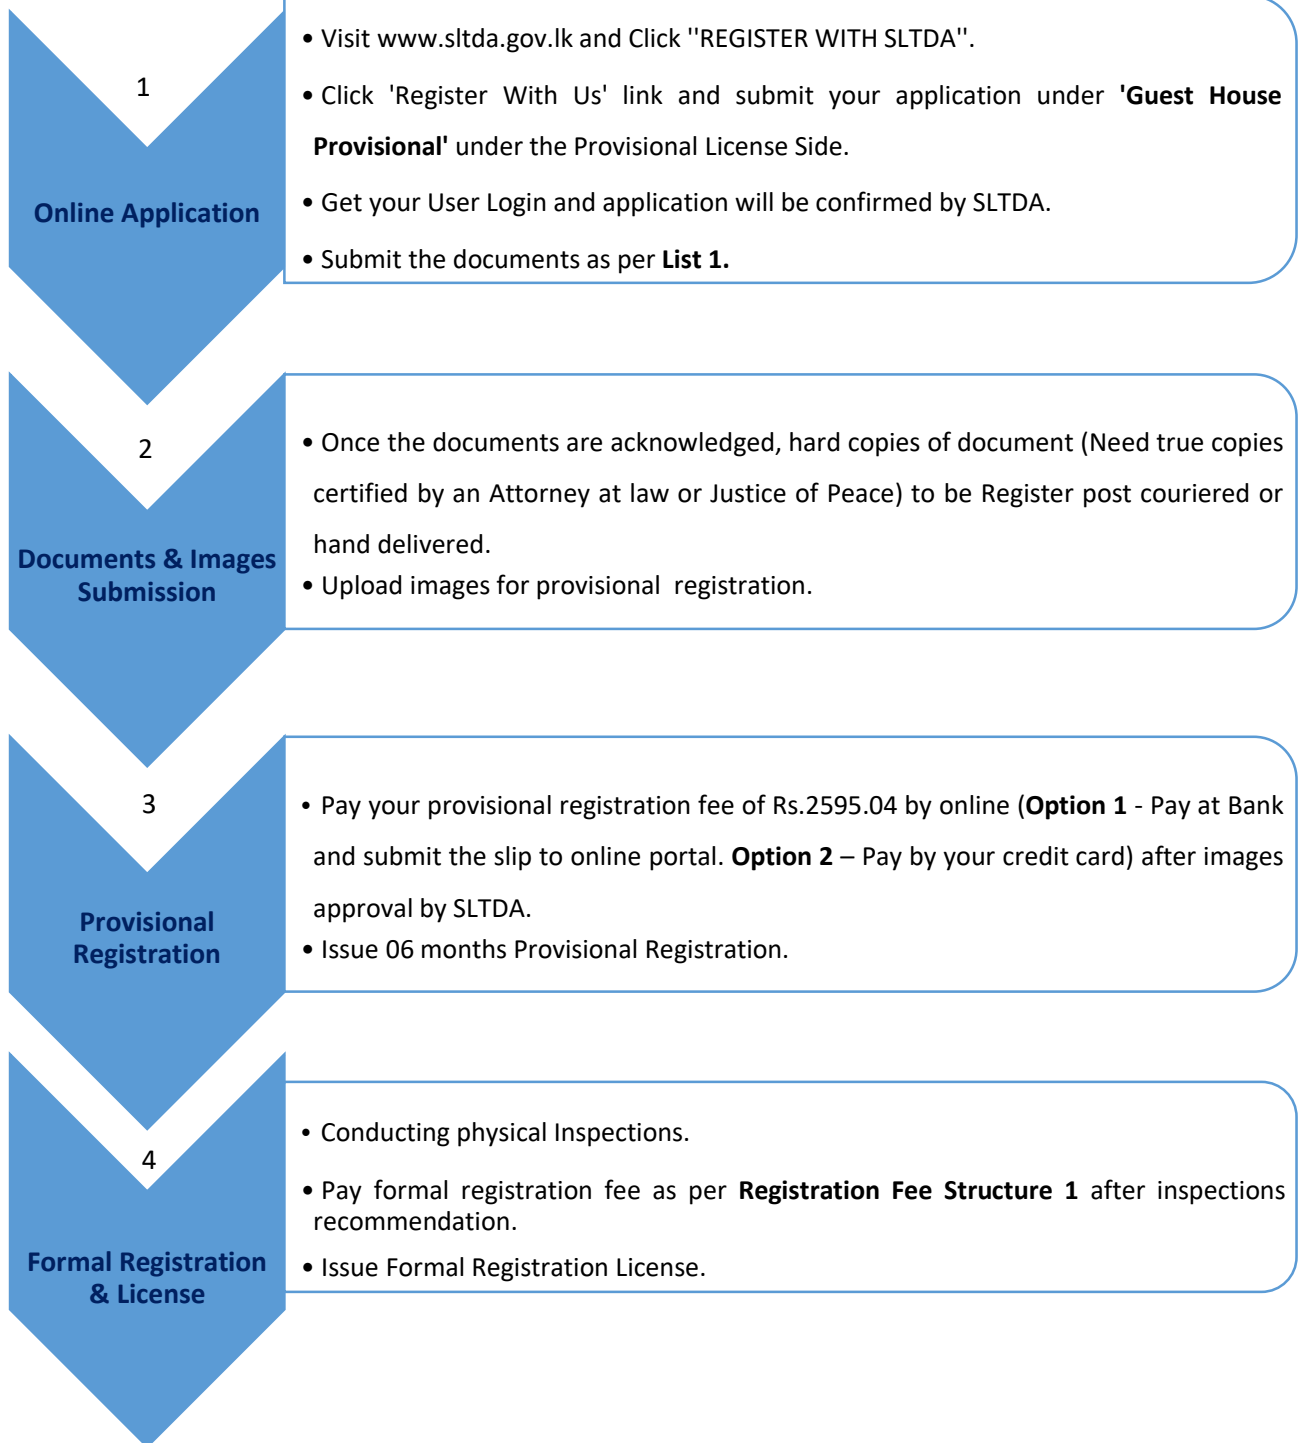 1
Online Application
• Visit www.sltda.gov.lk and Click ''REGISTER WITH SLTDA''.
• Click 'Register With Us' link and submit your application under 'Guest House
Provisional' under the Provisional License Side.
• Get your User Login and application will be confirmed by SLTDA.
• Submit the documents as per List 1.
2
Documents & Images
Submission
• Once the documents are acknowledged, hard copies of document (Need true copies
certified by an Attorney at law or Justice of Peace) to be Register post couriered or
hand delivered.
• Upload images for provisional registration.
3
Provisional
Registration
• Pay your provisional registration fee of Rs.2595.04 by online (Option 1 - Pay at Bank
and submit the slip to online portal. Option 2 – Pay by your credit card) after images
approval by SLTDA.
• Issue 06 months Provisional Registration.
4
Formal Registration
& License
• Conducting physical Inspections.
• Pay formal registration fee as per Registration Fee Structure 1 after inspections
recommendation.
• Issue Formal Registration License.